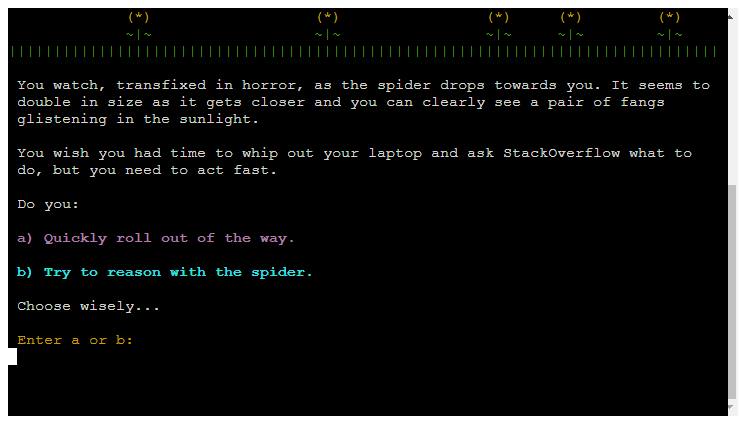 (*) (*) (*) (*) (*)
~|~ ~|~ ~|~ ~|~ ~|~
|||||||||||||||||||||||||||||||||||||||||||||||||||||||||||||||||||||||||||||||
You watch, transfixed in horror, as the spider drops towards you. It seems to
double in size as it gets closer and you can clearly see a pair of fangs
glistening in the sunlight.
You wish you had time to whip out your laptop and ask StackOverflow what to
do, but you need to act fast.
Do you:
a) Quickly roll out of the way.
b) Try to reason with the spider.
Choose wisely...
Enter a or b: